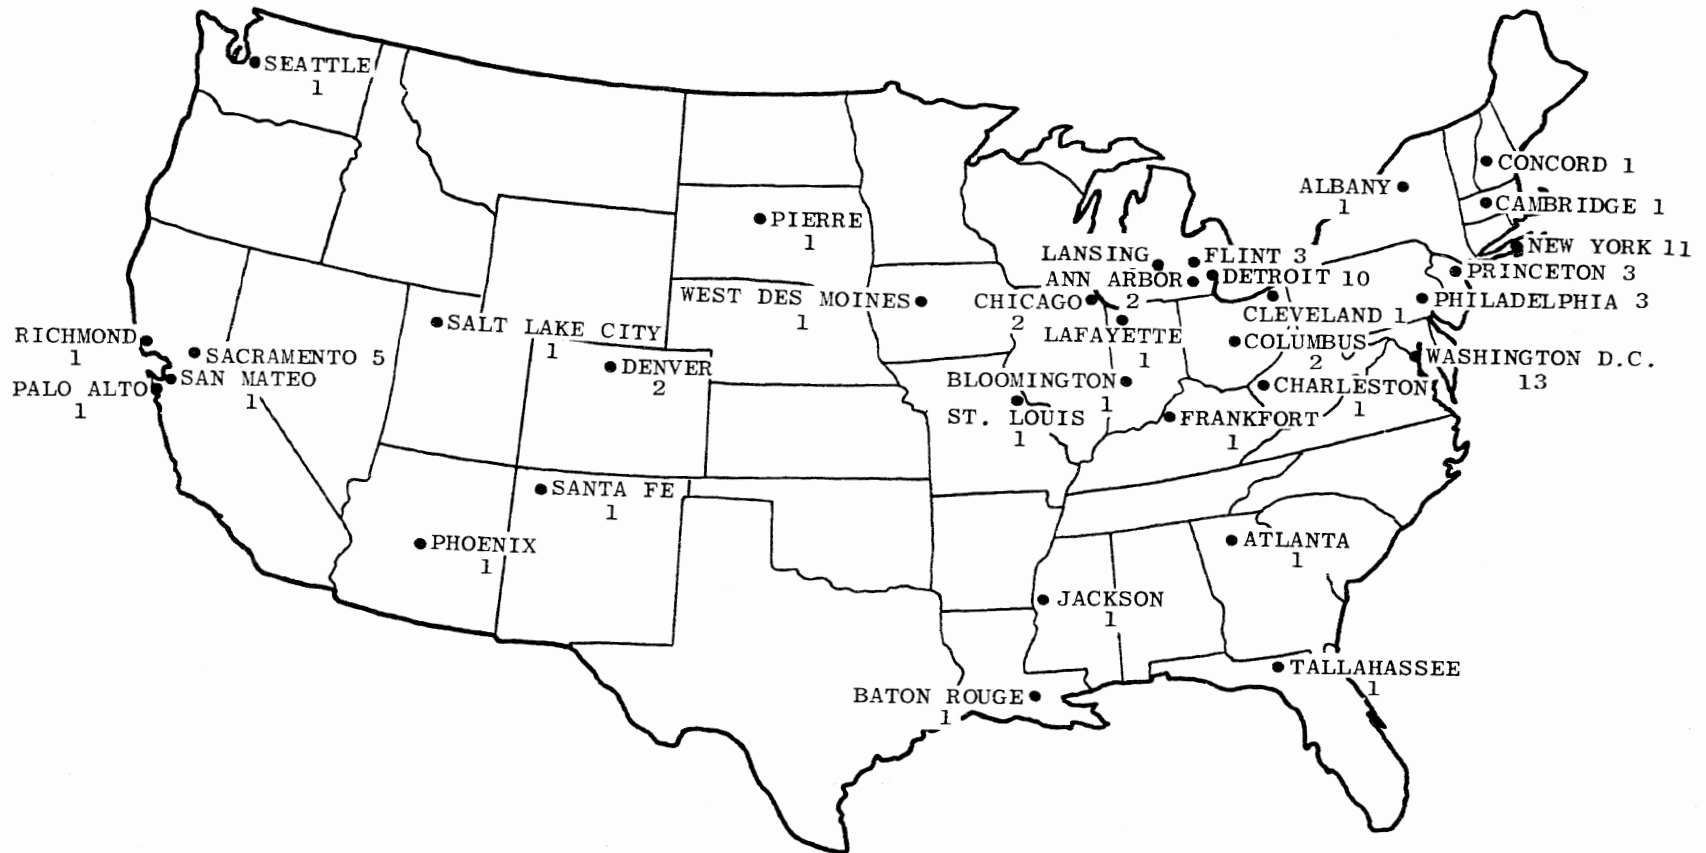 SEATTLE
1
CONCORD 1
ALBANY
1
CAMBRIDGE 1
PIERRE
1
NEW YORK 11
LANSING
FLINT 3
PRINCETON 3
ANN ARBOR
2
DETROIT 10
WEST DES MOINES
1
CHICAGO
2
PHILADELPHIA 3
CLEVELAND 1
SALT LAKE CITY
1
LAFAYETTE
1
RICHMOND
1
COLUMBUS
2
SACRAMENTO 5
WASHINGTON D.C.
13
DENVER
2
SAN MATEO
1
PALO ALTO
1
BLOOMINGTON
1
CHARLESTON
1
ST. LOUIS
1
FRANKFORT
1
SANTA FE
1
PHOENIX
1
ATLANTA
1
JACKSON
1
TALLAHASSEE
1
BATON ROUGE
1